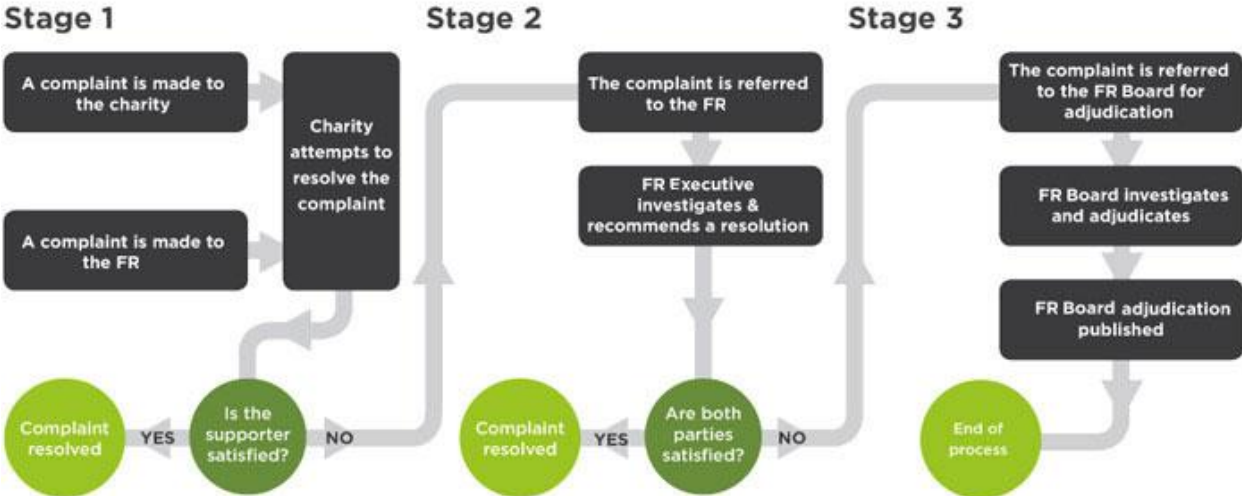 Stage 1
A complaint is made to
the charity
A complaint is made to
the FR
Charity
attempts to
resolve the
complaint
Is the
supporter
satisfied?
YES
Complaint
resolved
NO
Stage 2
The complaint is referred
to the FR
FR Executive
investigates &
recommends a resolution
Are both
parties
satisfied?
YES
Complaint
resolved
NO
Stage 3
The complaint is referred
to the FR Board for
adjudication
FR Board investigates
and adjudicates
FR Board adjudication
published
End of
process